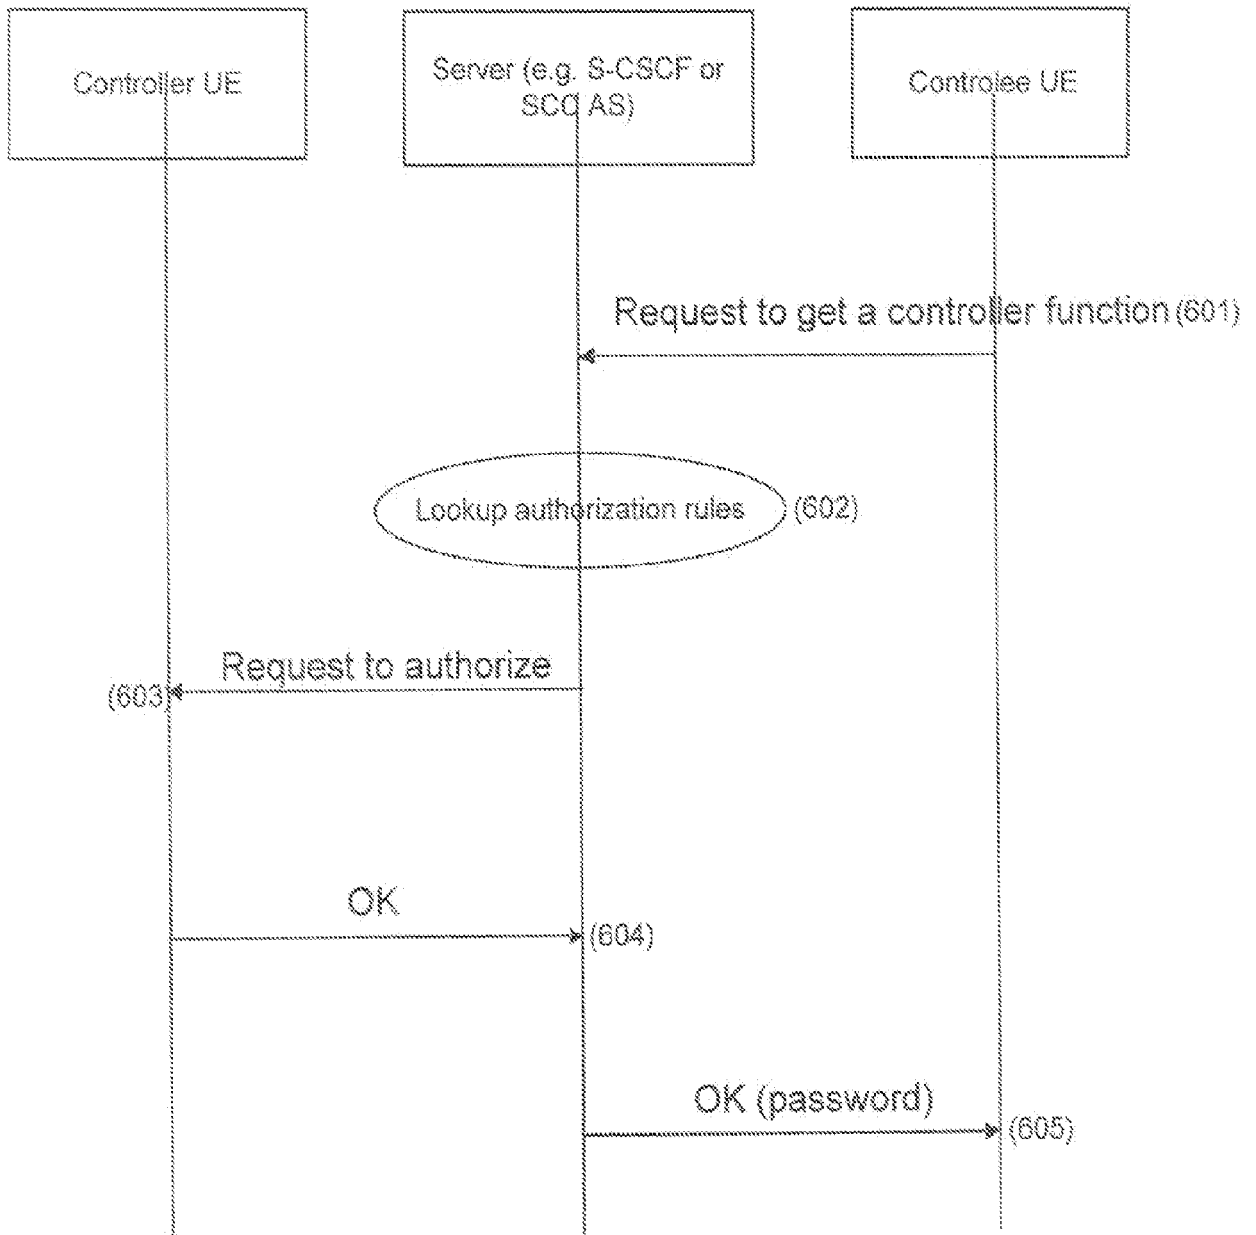 Controller UE
Server (e.g. S-CSCF or
SCC AS)
Controlee UE
Request to get a controller function (601)
Lookup authorization rules (602)
Request to authorize
(603)
OK
(604)
OK (password)
(605)